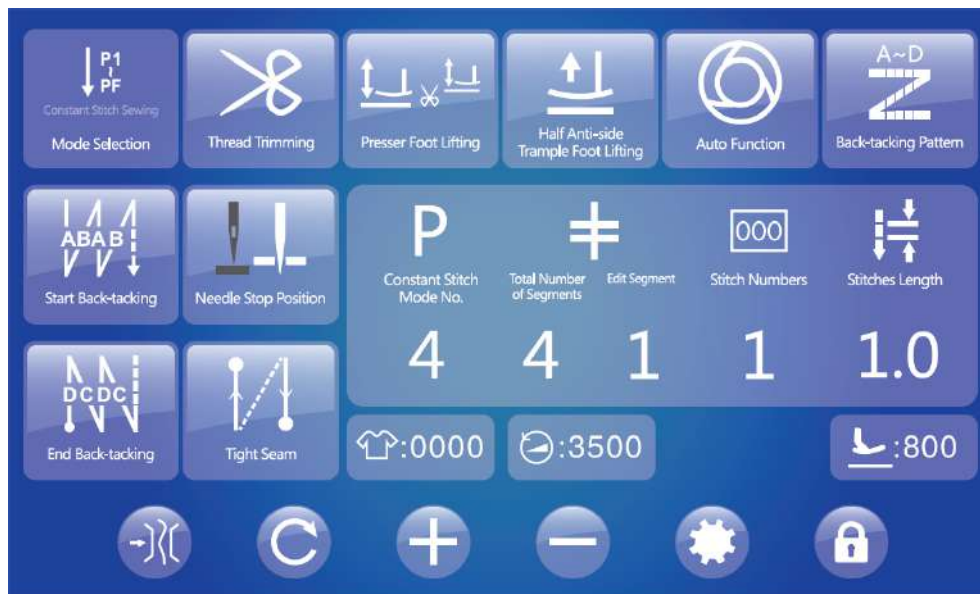 P1
~
PF
Constant Stitch Sewing
Mode Selection
Thread Trimming
Presser Foot Lifting
Half Anti-side
Trample Foot Lifting
Auto Function
A~D
Back-tacking Pattern
ABAB
Start Back-tacking
Needle Stop Position
P
Constant Stitch
Mode No.
Total Number
of Segments
Edit Segment
000
Stitch Numbers
Stitches Length
4
4
1
1
1.0
DCDC
End Back-tacking
Tight Seam
:0000
:3500
:800